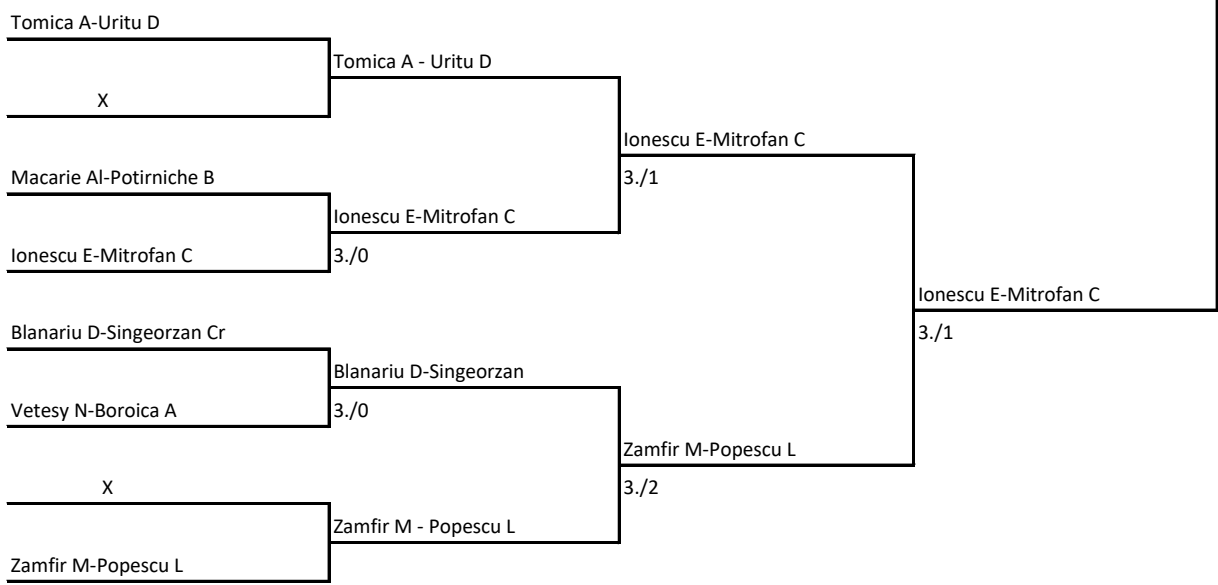 Tomica A-Uritu D
Tomica A - Uritu D
X
Ionescu E-Mitrofan C
Macarie Al-Potirniche B
3./1
Ionescu E-Mitrofan C
Ionescu E-Mitrofan C
3./0
Ionescu E-Mitrofan C
Blanariu D-Singeorzan Cr
3./1
Blanariu D-Singeorzan
Vetesy N-Boroica A
3./0
Zamfir M-Popescu L
X
3./2
Zamfir M - Popescu L
Zamfir M-Popescu L